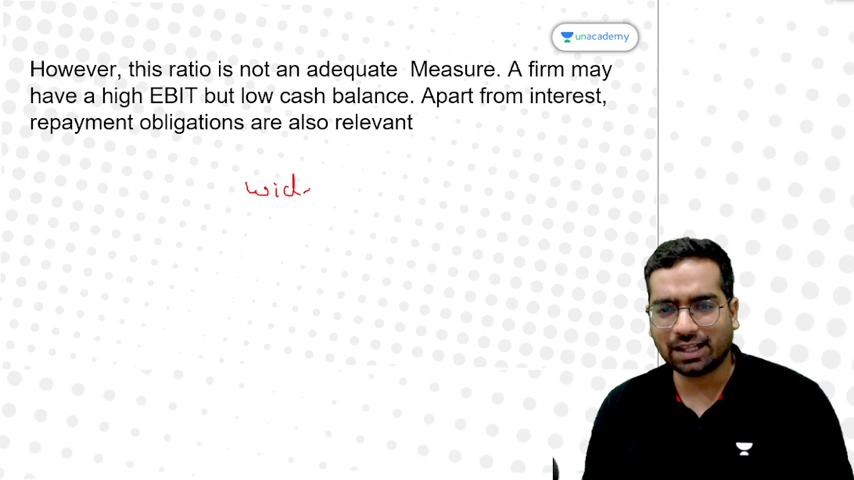 unacademy
However, this ratio is not an adequate Measure. A firm may
have a high EBIT but low cash balance. Apart from interest,
repayment obligations are also relevant
wid